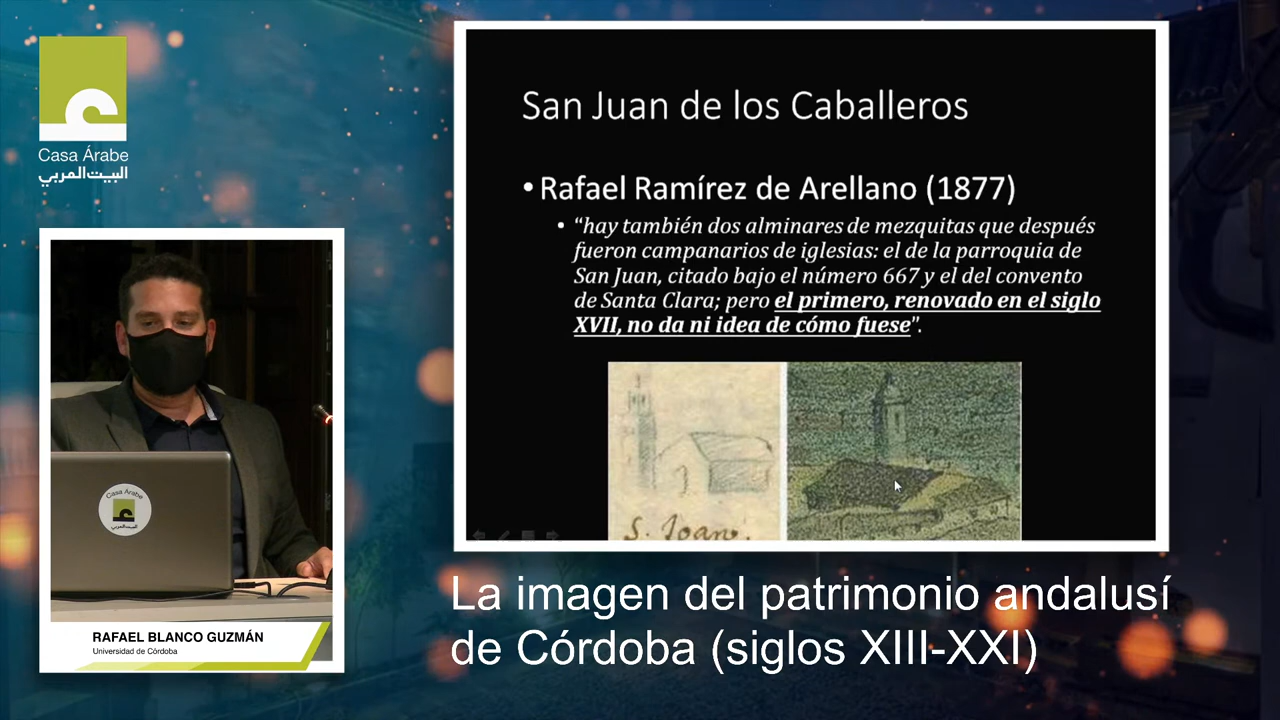 Casa Árabe
البيت العربي
San Juan de los Caballeros
• Rafael Ramírez de Arellano (1877)
• “hay también dos alminares de mezquitas que después
fueron campanarios de iglesias: el de la parroquia de
San Juan, citado bajo el número 667 y el del convento
de Santa Clara; pero el primero, renovado en el siglo
XVII, no da ni idea de cómo fuese”.
S. Joano.
Casa Árabe
البيت العربي
RAFAEL BLANCO GUZMÁN
Universidad de Córdoba
La imagen del patrimonio andalusí
de Córdoba (siglos XIII-XXI)